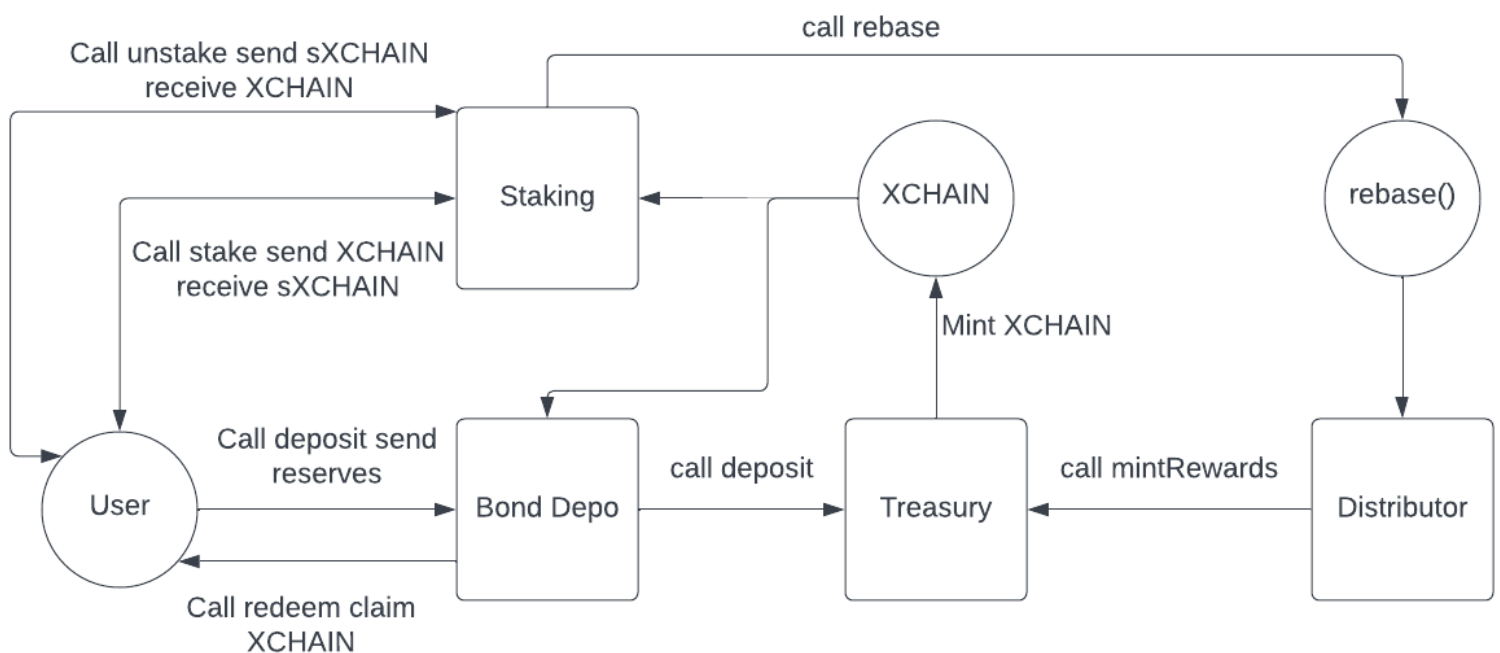 call rebase
Call unstake send sXCHAIN
receive XCHAIN
Staking
XCHAIN
rebase()
Call stake send XCHAIN
receive sXCHAIN
Mint XCHAIN
Call deposit send
reserves
call deposit
call mintRewards
User
Bond Depo
Treasury
Distributor
Call redeem claim
XCHAIN